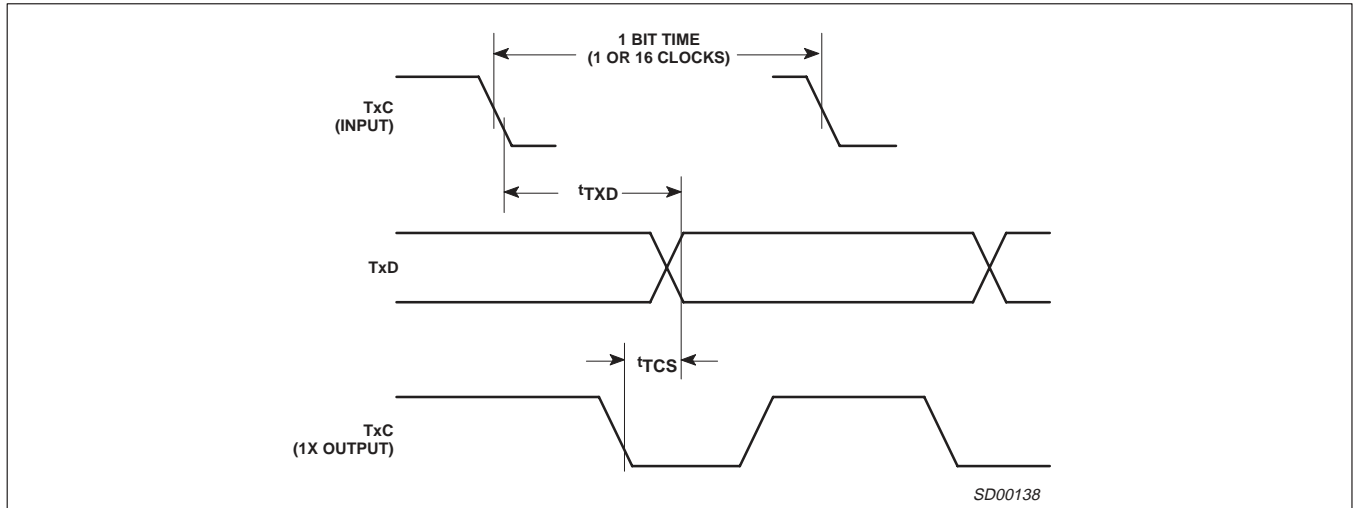 1 BIT TIME
(1 OR 16 CLOCKS)
TxC
(INPUT)
tTXD
TxD
tTCS
TxC
(1X OUTPUT)
SD00138